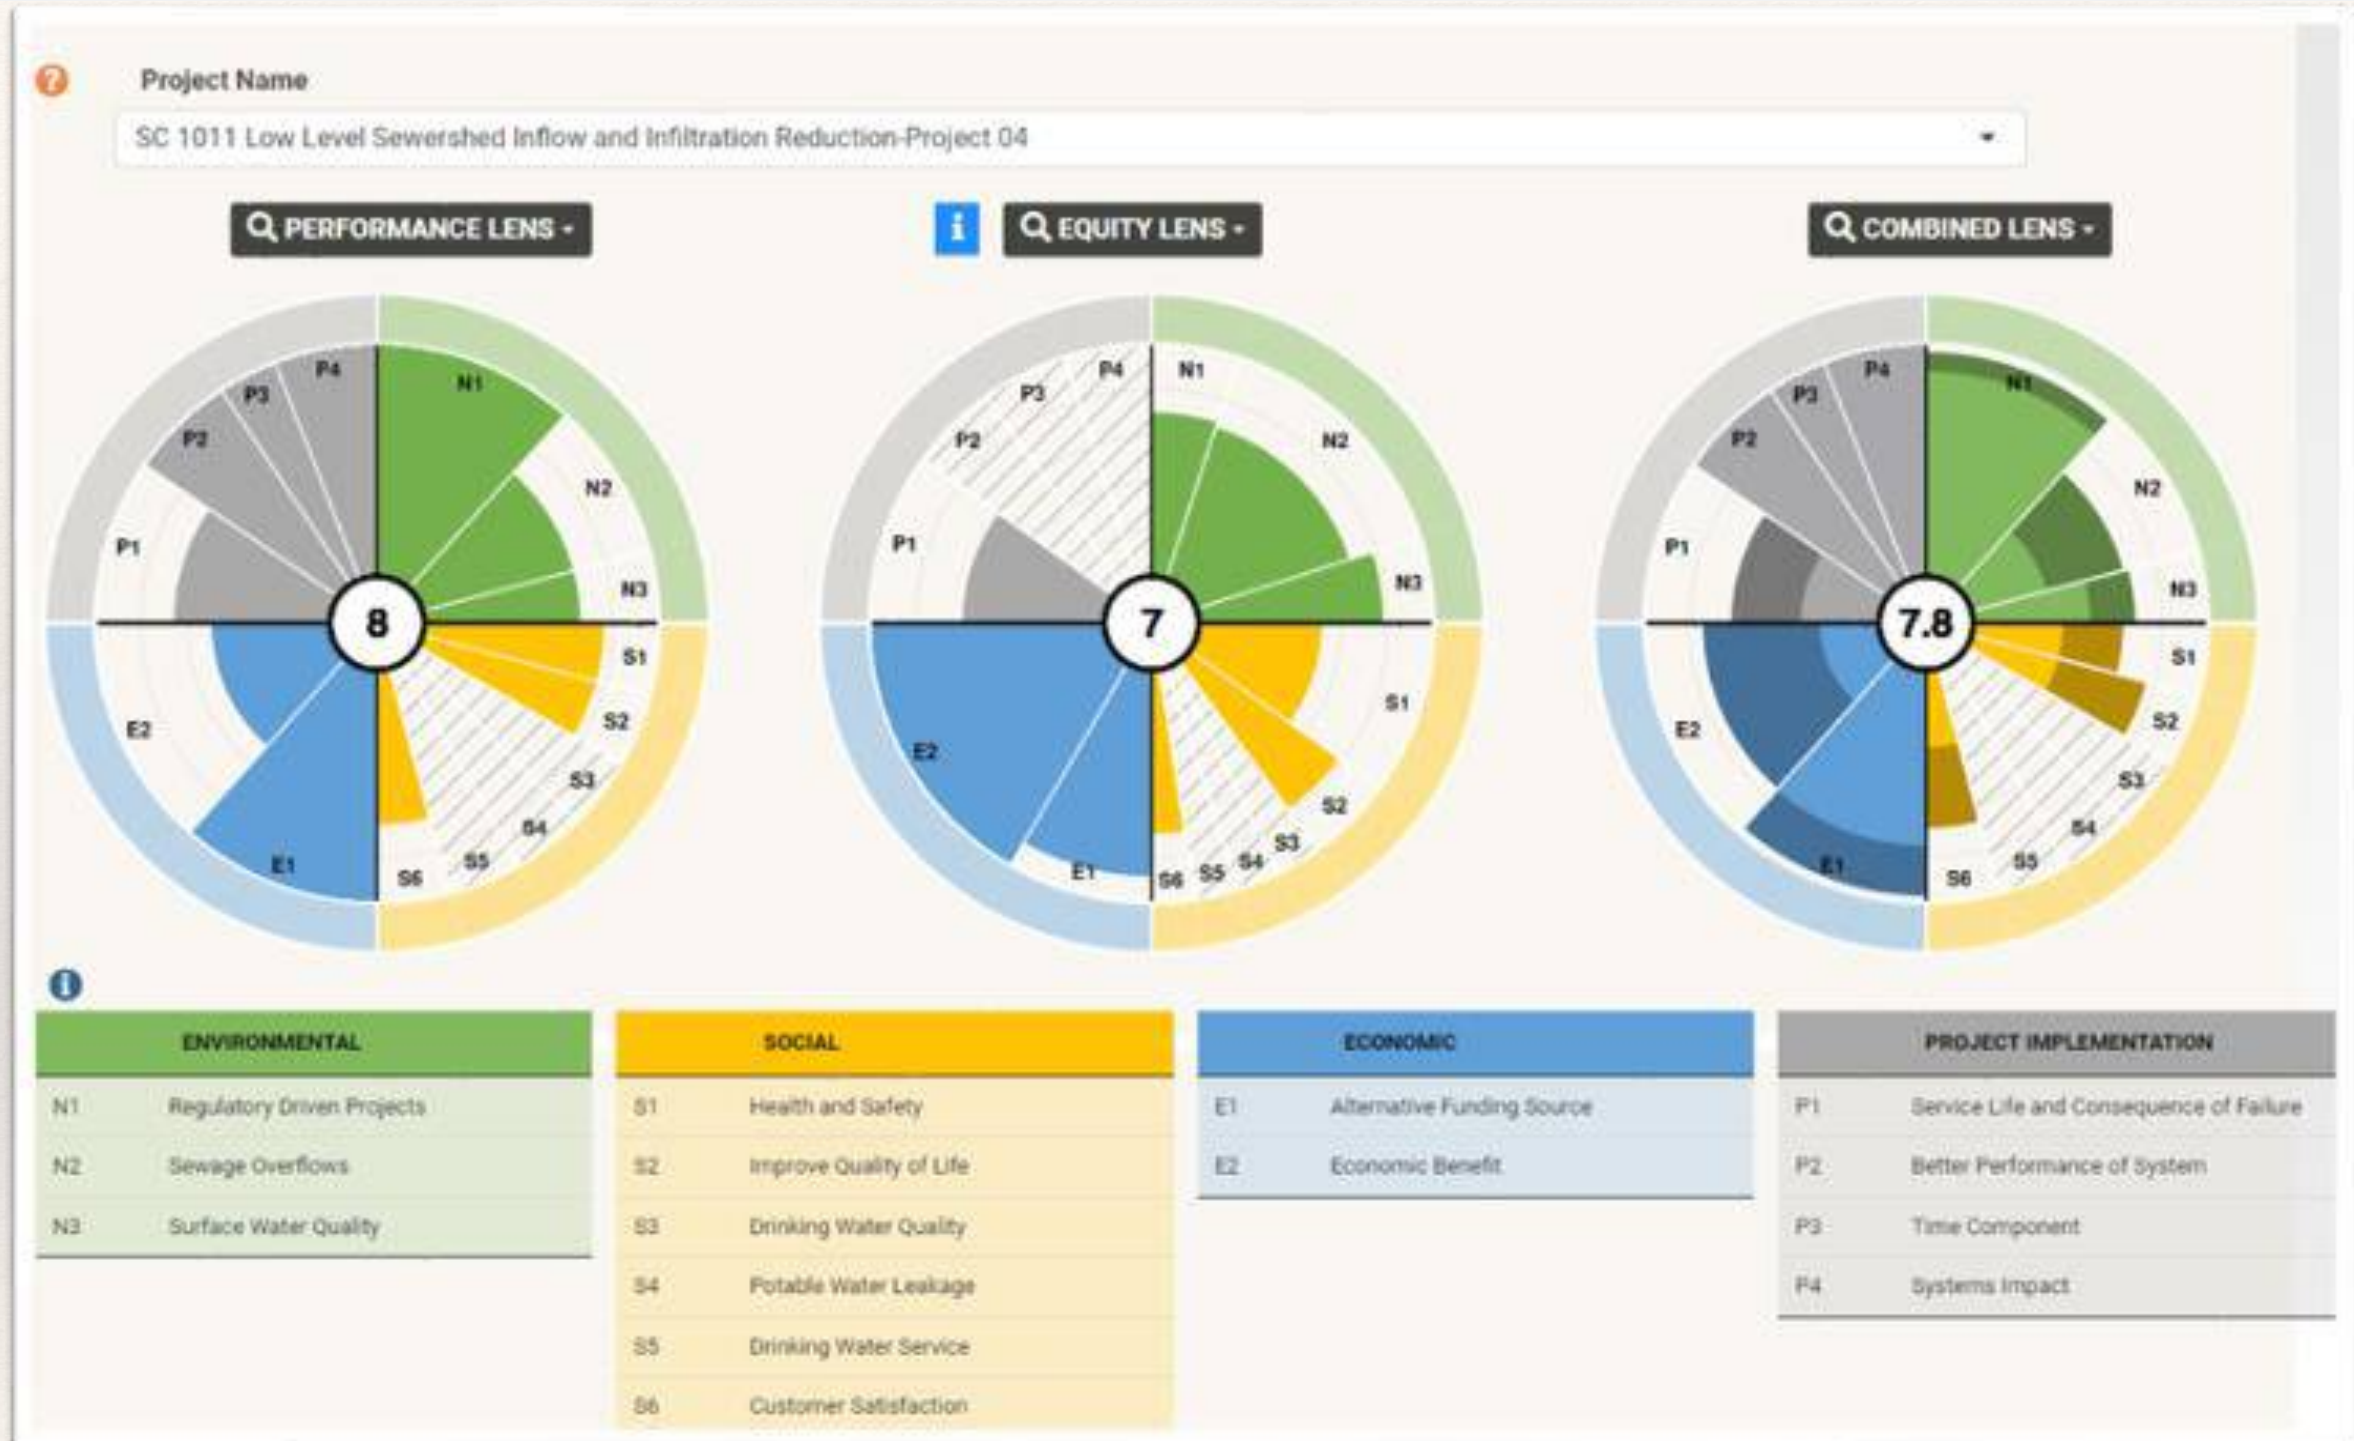 ?
Project Name
SC 1011 Low Level Sewershed Inflow and Infiltration Reduction-Project 04
PERFORMANCE LENS
i
EQUITY LENS
COMBINED LENS
P4
N1
P3
P2
N2
P1
N3
8
S1
S2
E2
S3
S4
S5
E1
S6
P4
N1
P3
P2
N2
P1
N3
7
S1
E2
S2
S3
S4
E1
S6
S5
P4
N1
P3
P2
N2
P1
N3
7.8
S1
S2
E2
S3
S4
S5
E1
S6
i
ENVIRONMENTAL
N1 Regulatory Driven Projects
N2 Sewage Overflows
N3 Surface Water Quality
SOCIAL
S1 Health and Safety
S2 Improve Quality of Life
S3 Drinking Water Quality
S4 Potable Water Leakage
S5 Drinking Water Service
S6 Customer Satisfaction
ECONOMIC
E1 Alternative Funding Source
E2 Economic Benefit
PROJECT IMPLEMENTATION
P1 Service Life and Consequence of Failure
P2 Better Performance of System
P3 Time Component
P4 Systems Impact